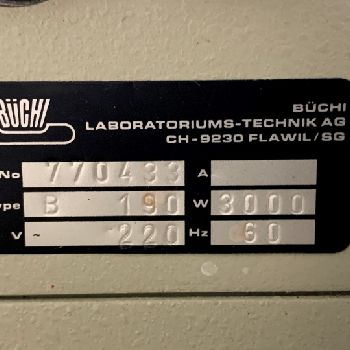 BÜCHI
BÜCHI
LABORATORIUMS-TECHNIK AG
CH-9230 FLAWIL/SG
No 770433 A
ype B 190 W 3000
V ~ 220 Hz 60